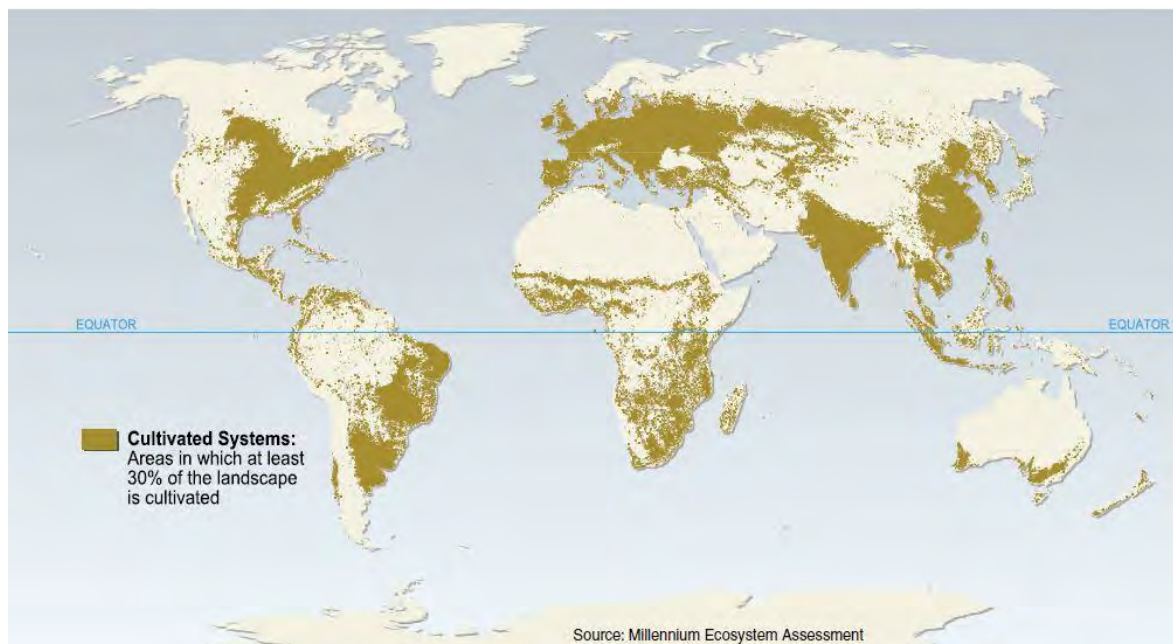 EQUATOR
EQUATOR
Cultivated Systems:
Areas in which at least
30% of the landscape
is cultivated
Source: Millennium Ecosystem Assessment